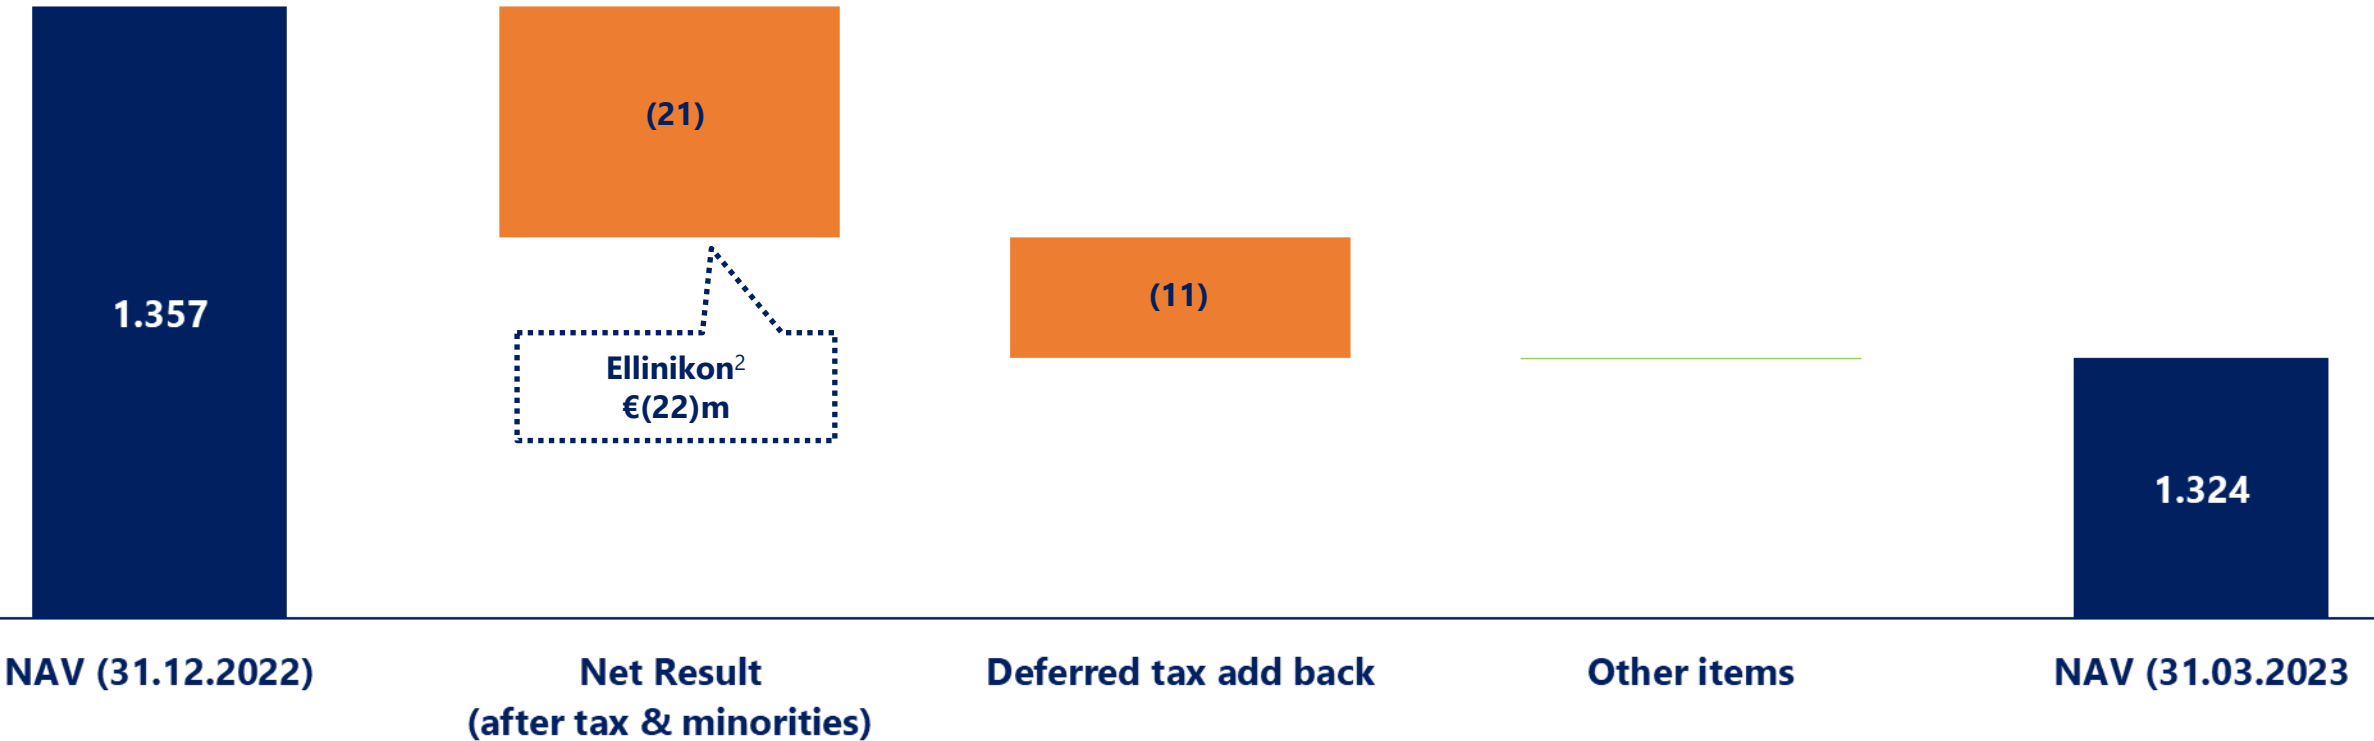 (21)
1.357
(11)
Ellinikon²
€(22)m
1.324
NAV (31.12.2022)
Net Result
(after tax & minorities)
Deferred tax add back
Other items
NAV (31.03.2023